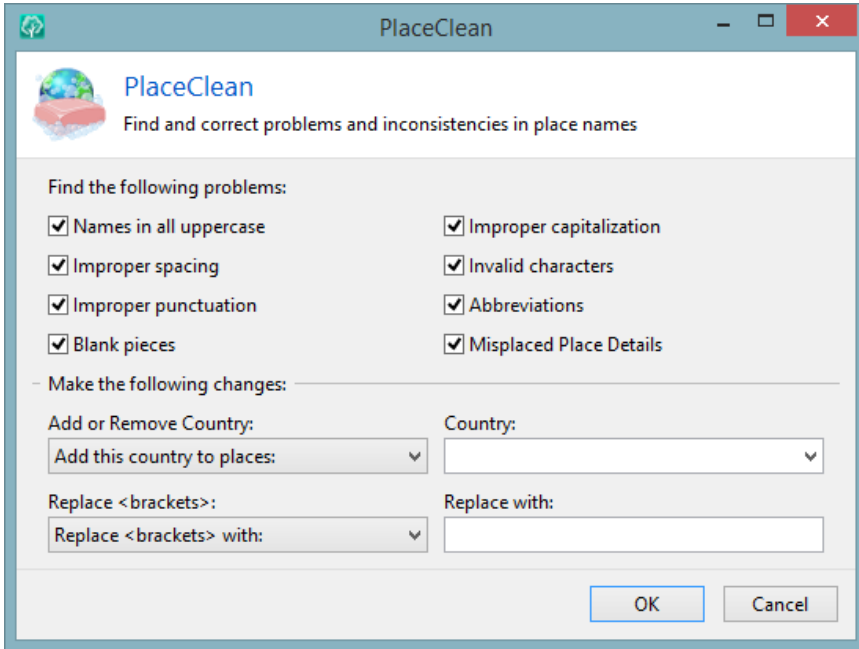 PlaceClean
PlaceClean
Find and correct problems and inconsistencies in place names
Find the following problems:
Names in all uppercase
Improper capitalization
Improper spacing
Invalid characters
Improper punctuation
Abbreviations
Blank pieces
Misplaced Place Details
Make the following changes:
Add or Remove Country:
Country:
Add this country to places:
Replace <brackets>:
Replace with:
Replace <brackets> with:
OK
Cancel